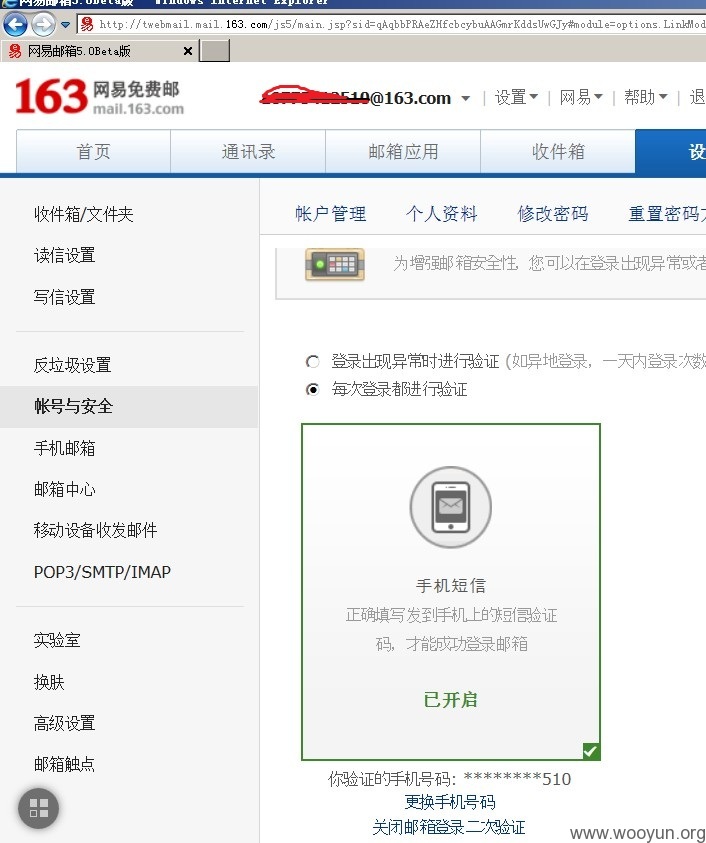 网易邮箱5.0Beta版 - Windows Internet Explorer
http://twebmail.mail.163.com/js5/main.jsp?sid=qAqbbPRAeZHfcbcybuAAGmrKddsUwGJy#module=options.LinkMod
网易邮箱5.0Beta版
163 网易免费邮
mail.163.com
@163.com 设置 网易 帮助 退
首页 通讯录 邮箱应用 收件箱 设
收件箱/文件夹
读信设置
写信设置
反垃圾设置
帐号与安全
手机邮箱
邮箱中心
移动设备收发邮件
POP3/SMTP/IMAP
实验室
换肤
高级设置
邮箱触点
帐户管理 个人资料 修改密码 重置密码
为增强邮箱安全性, 您可以在登录出现异常或者
登录出现异常时进行验证 (如异地登录, 一天内登录次数
每次登录都进行验证
手机短信
正确填写发到手机上的短信验证
码, 才能成功登录邮箱
已开启
你验证的手机号码: ********510
更换手机号码
关闭邮箱登录二次验证
www.wooyun.org